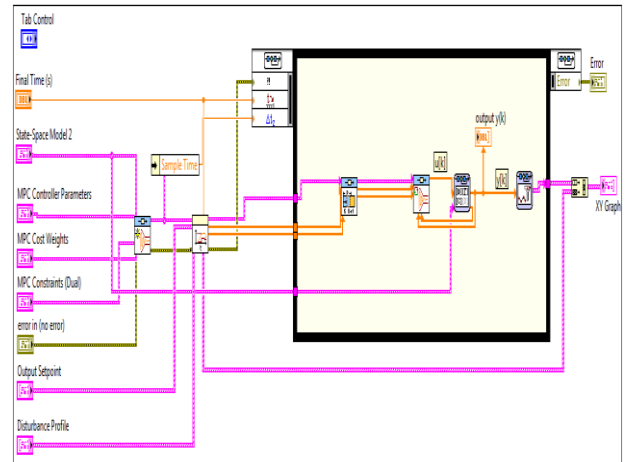 Tab Control
Final Time (s)
State-Space Model 2
Sample Time
MPC Controller Parameters
MPC Cost Weights
MPC Constraints (Dual)
error in (no error)
Output Setpoint
Disturbance Profile
Error
Error
output y(k)
u[k]
y[k]
XY Graph